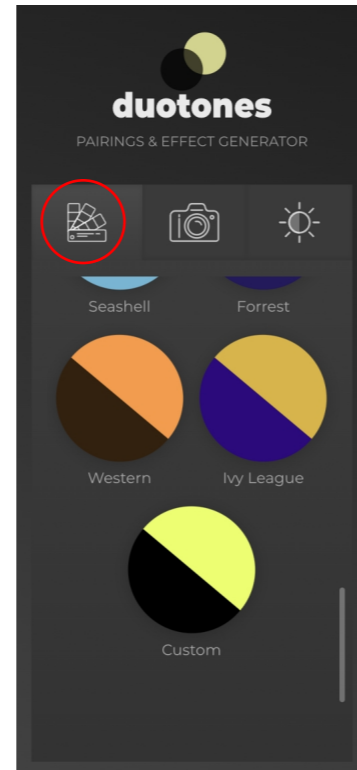 duotones
PAIRINGS & EFFECT GENERATOR
Seashell Forrest
Western Ivy League
Custom